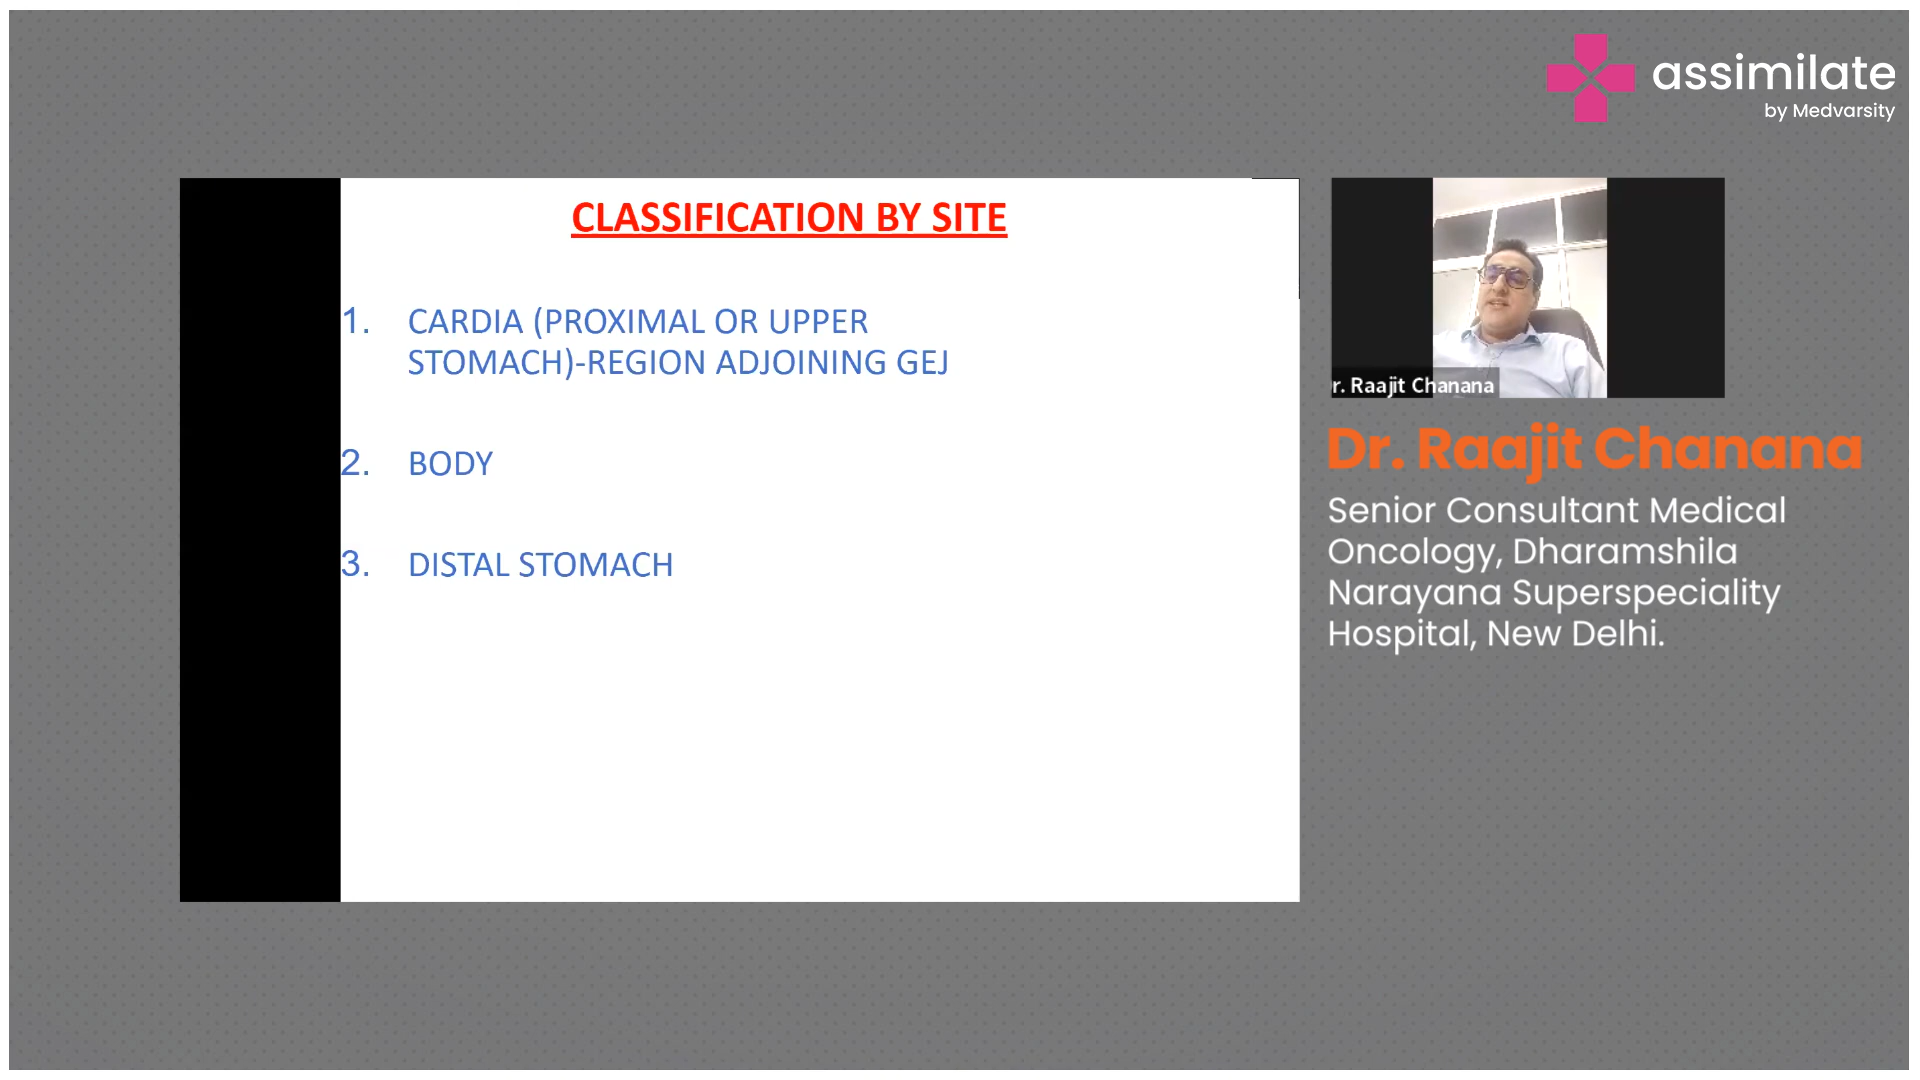 assimilate
by Medvarsity
CLASSIFICATION BY SITE
1. CARDIA (PROXIMAL OR UPPER
STOMACH)-REGION ADJOINING GEJ
2. BODY
3. DISTAL STOMACH
r. Raajit Chanana
Dr. Raajit Chanana
Senior Consultant Medical
Oncology, Dharamshila
Narayana Superspeciality
Hospital, New Delhi.